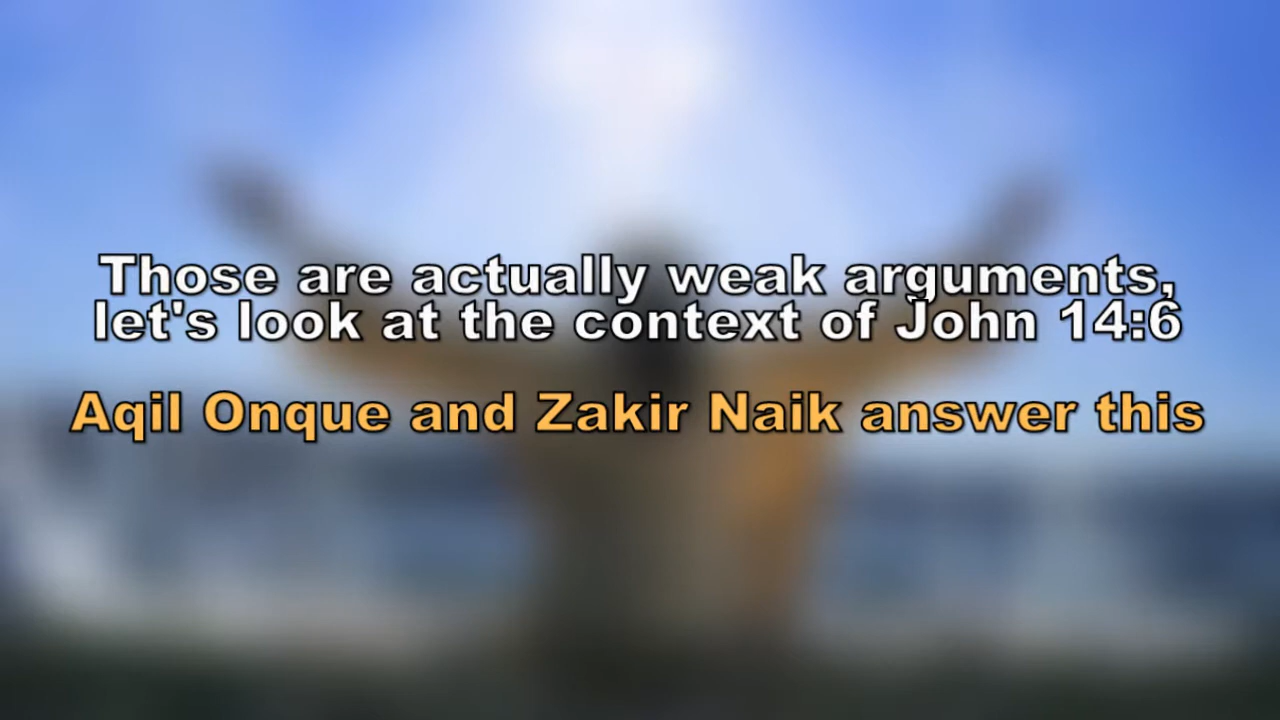 Those are actually weak arguments,
let's look at the context of John 14:6
Aqil Onque and Zakir Naik answer this